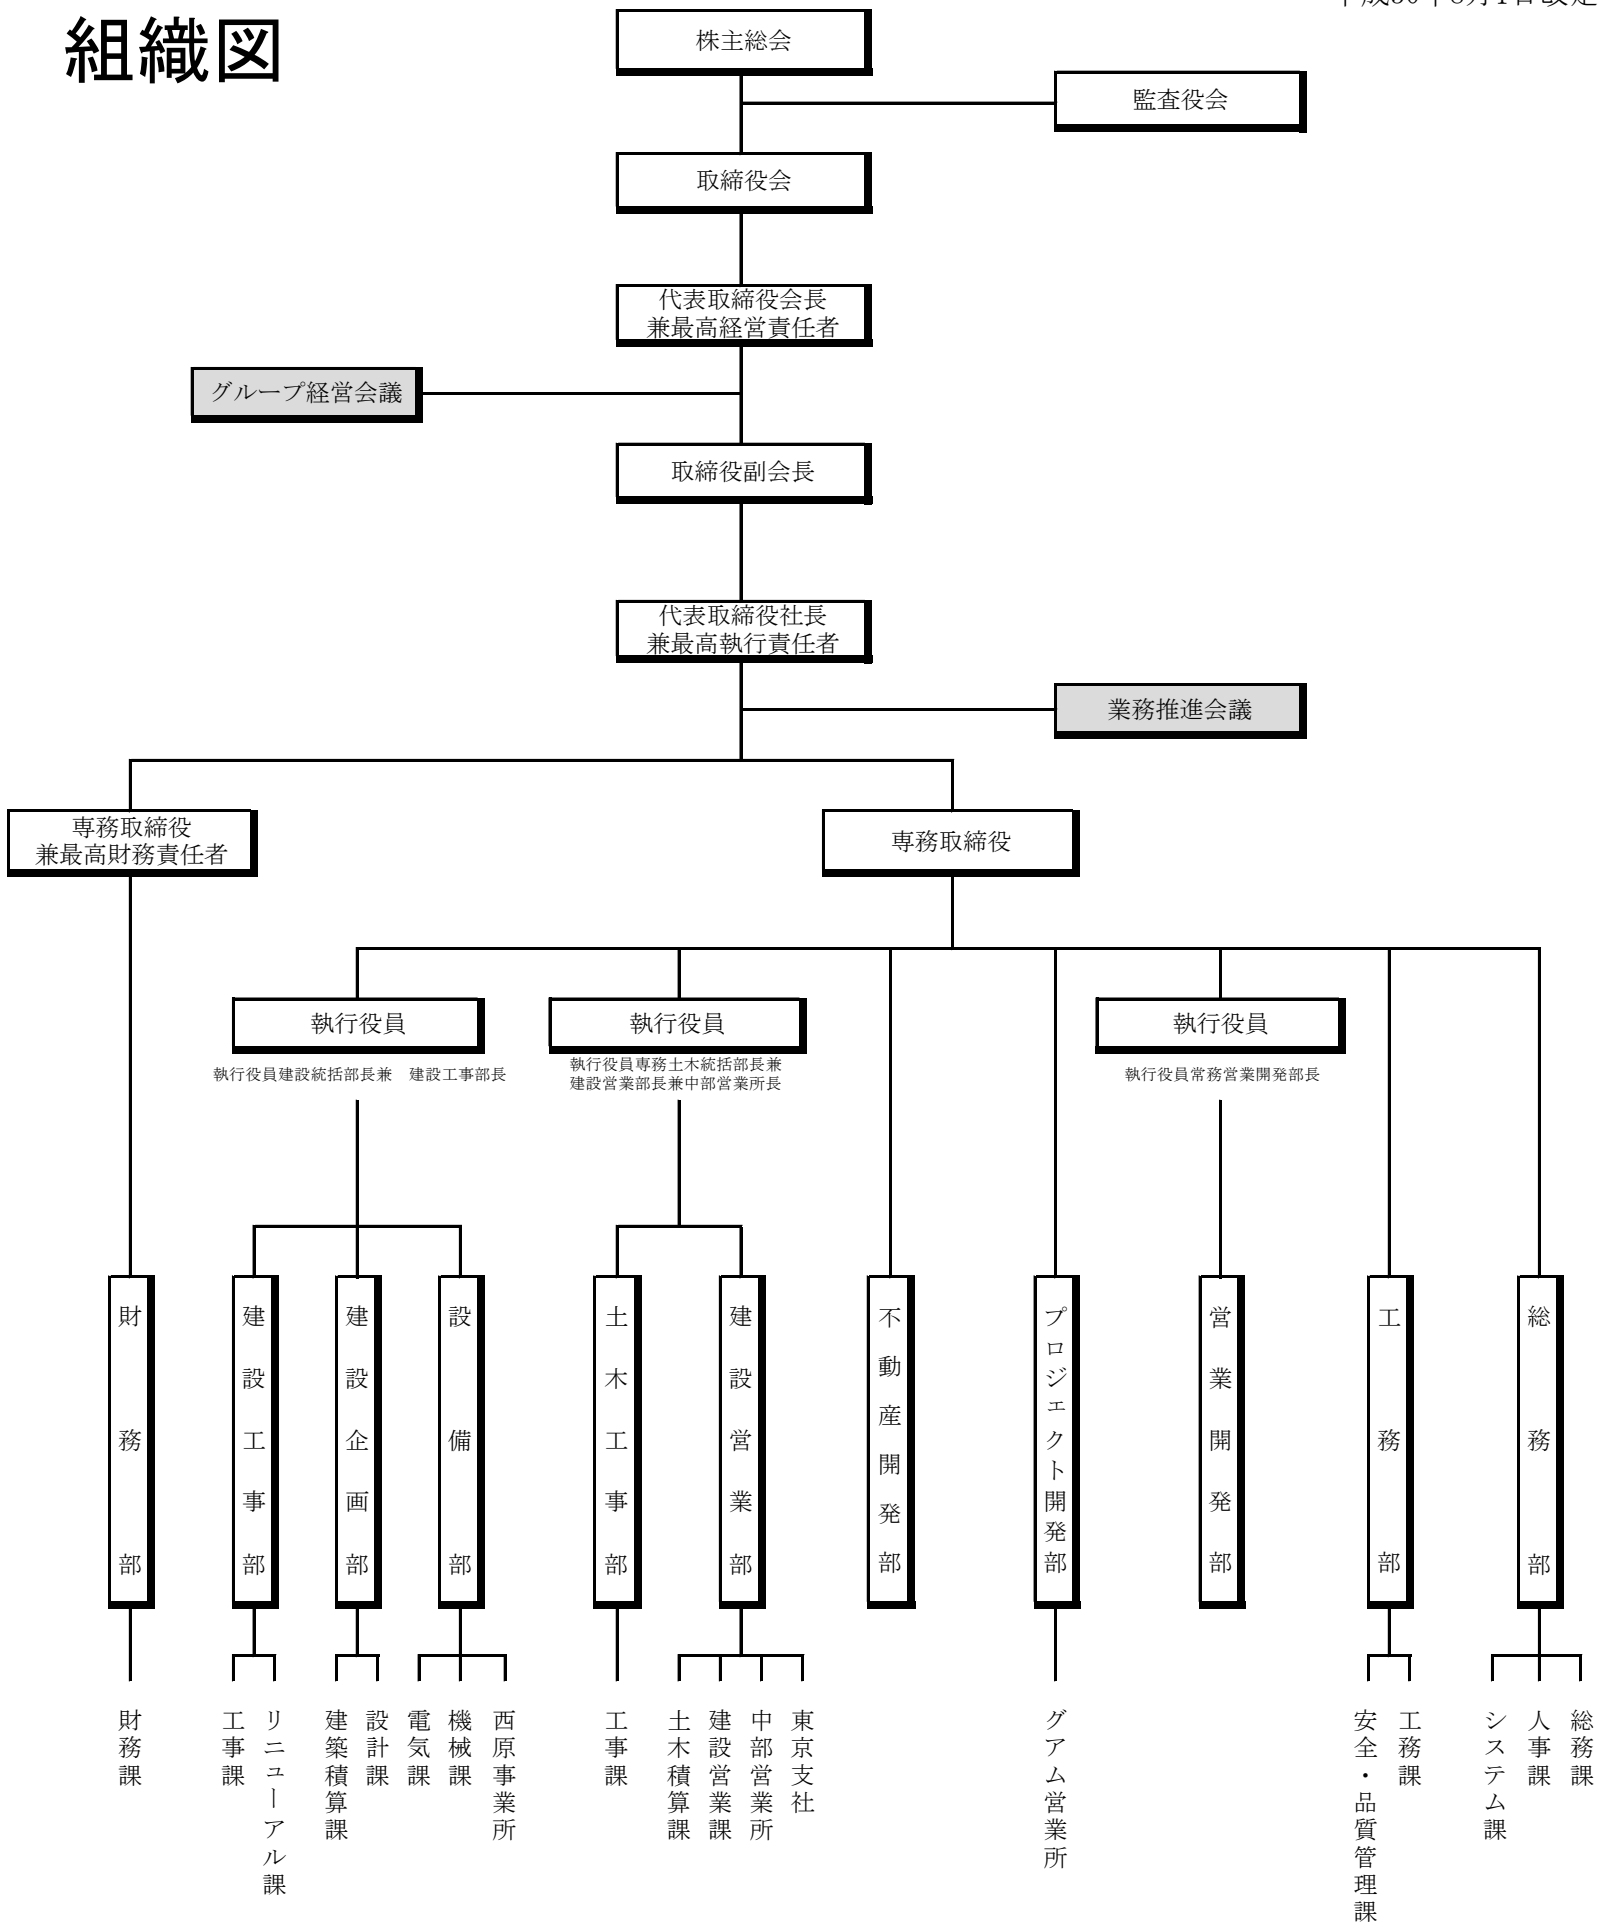 組織図
株主総会
監査役会
取締役会
代表取締役会長
兼最高経営責任者
グループ経営会議
取締役副会長
代表取締役社長
兼最高執行責任者
業務推進会議
専務取締役
兼最高財務責任者
専務取締役
執行役員
執行役員建設統括部長兼　建設工事部長
執行役員
執行役員専務土木統括部長兼
建設営業部長兼中部営業所長
執行役員
執行役員常務営業開発部長
財務部
建設工事部
建設企画部
設備部
土木工事部
建設営業部
不動産開発部
プロジェクト開発部
営業開発部
工務部
総務部
財務課
工事課
リニューアル課
建築積算課
設計課
電気課
機械課
西原事業所
工事課
土木積算課
建設営業課
中部営業所
東京支社
グアム営業所
安全・品質管理課
工務課
システム課
人事課
総務課